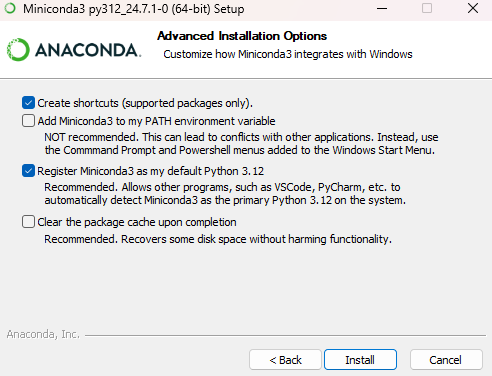 Miniconda3 py312_24.7.1-0 (64-bit) Setup
ANACONDA.
Advanced Installation Options
Customize how Miniconda3 integrates with Windows
Create shortcuts (supported packages only).
Add Miniconda3 to my PATH environment variable
NOT recommended. This can lead to conflicts with other applications. Instead, use
the Commmand Prompt and Powershell menus added to the Windows Start Menu.
Register Miniconda3 as my default Python 3.12
Recommended. Allows other programs, such as VSCode, PyCharm, etc. to
automatically detect Miniconda3 as the primary Python 3.12 on the system.
Clear the package cache upon completion
Recommended. Recovers some disk space without harming functionality.
Anaconda, Inc.
< Back
Install
Cancel